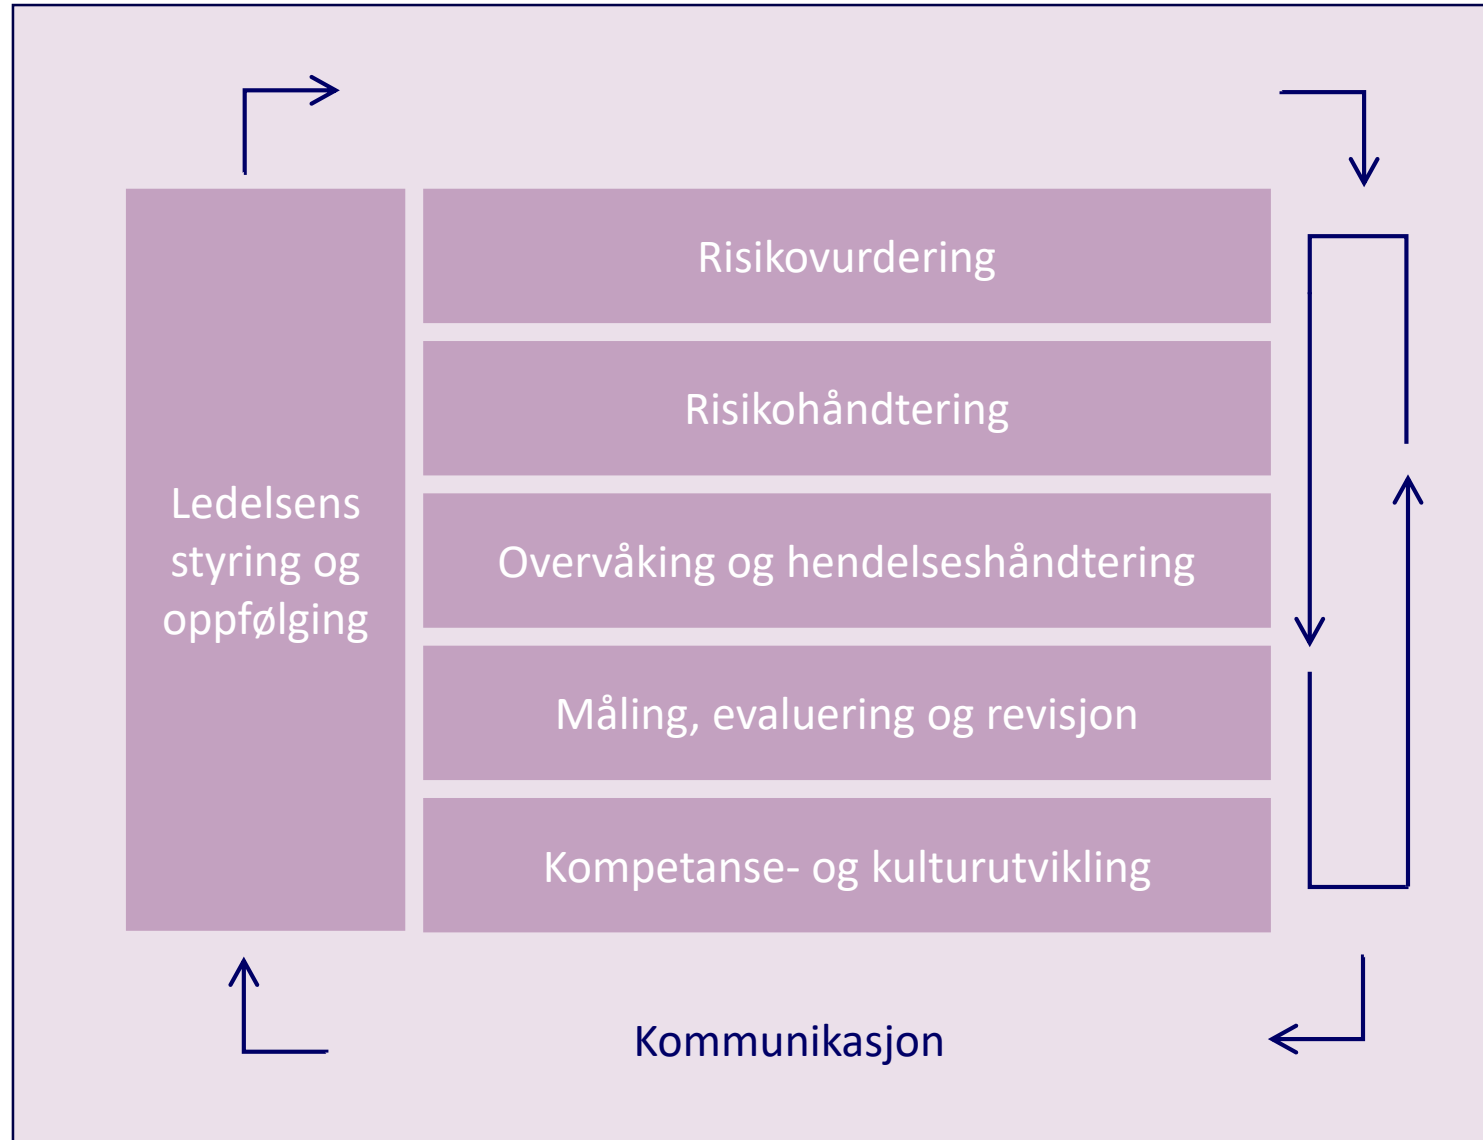 Ledelsens
styring og
oppfølging
Risikovurdering
Risikohåndtering
Overvåking og hendelseshåndtering
Måling, evaluering og revisjon
Kompetanse- og kulturutvikling
Kommunikasjon